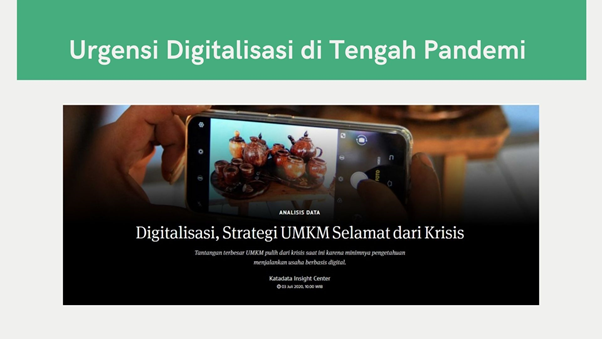 Urgensi Digitalisasi di Tengah Pandemi
ANALISIS DATA
Digitalisasi, Strategi UMKM Selamat dari Krisis
Tantangan terbesar UMKM pulih dari krisis saat ini karena minimnya pengetahuan
menjalankan usaha berbasis digital.
Katadata Insight Center
03 Juli 2020, 10.00 WIB